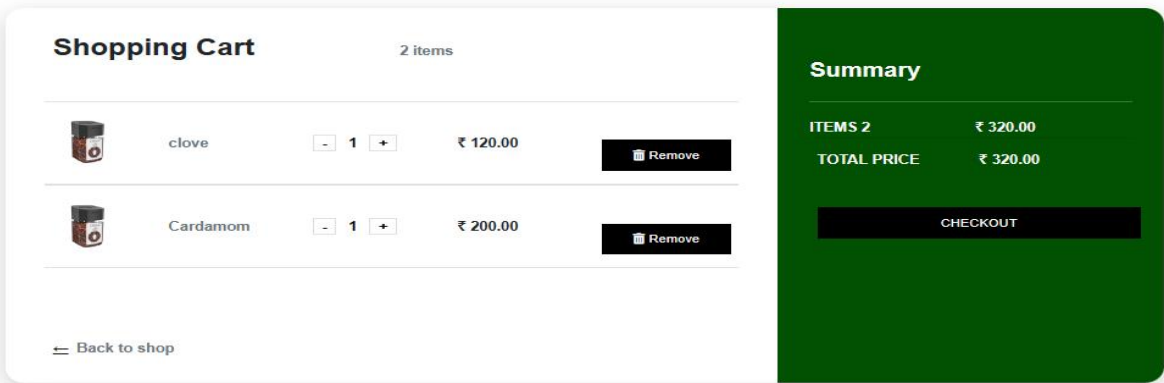 Shopping Cart 2 items
clove - 1 + ₹ 120.00 Remove
Cardamom - 1 + ₹ 200.00 Remove
← Back to shop
Summary
ITEMS 2 ₹ 320.00
TOTAL PRICE ₹ 320.00
CHECKOUT